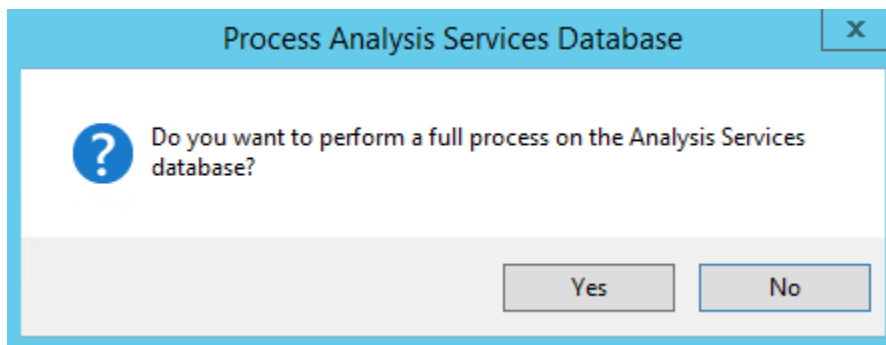 Process Analysis Services Database
x
Do you want to perform a full process on the Analysis Services
database?
Yes
No